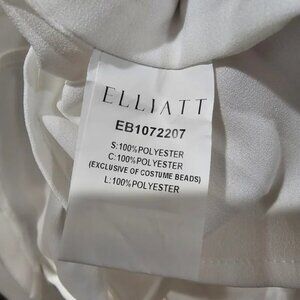 ELLIATT
EB1072207
S:100%POLYESTER
C:100%POLYESTER
(EXCLUSIVE OF COSTUME BEADS)
L:100%POLYESTER